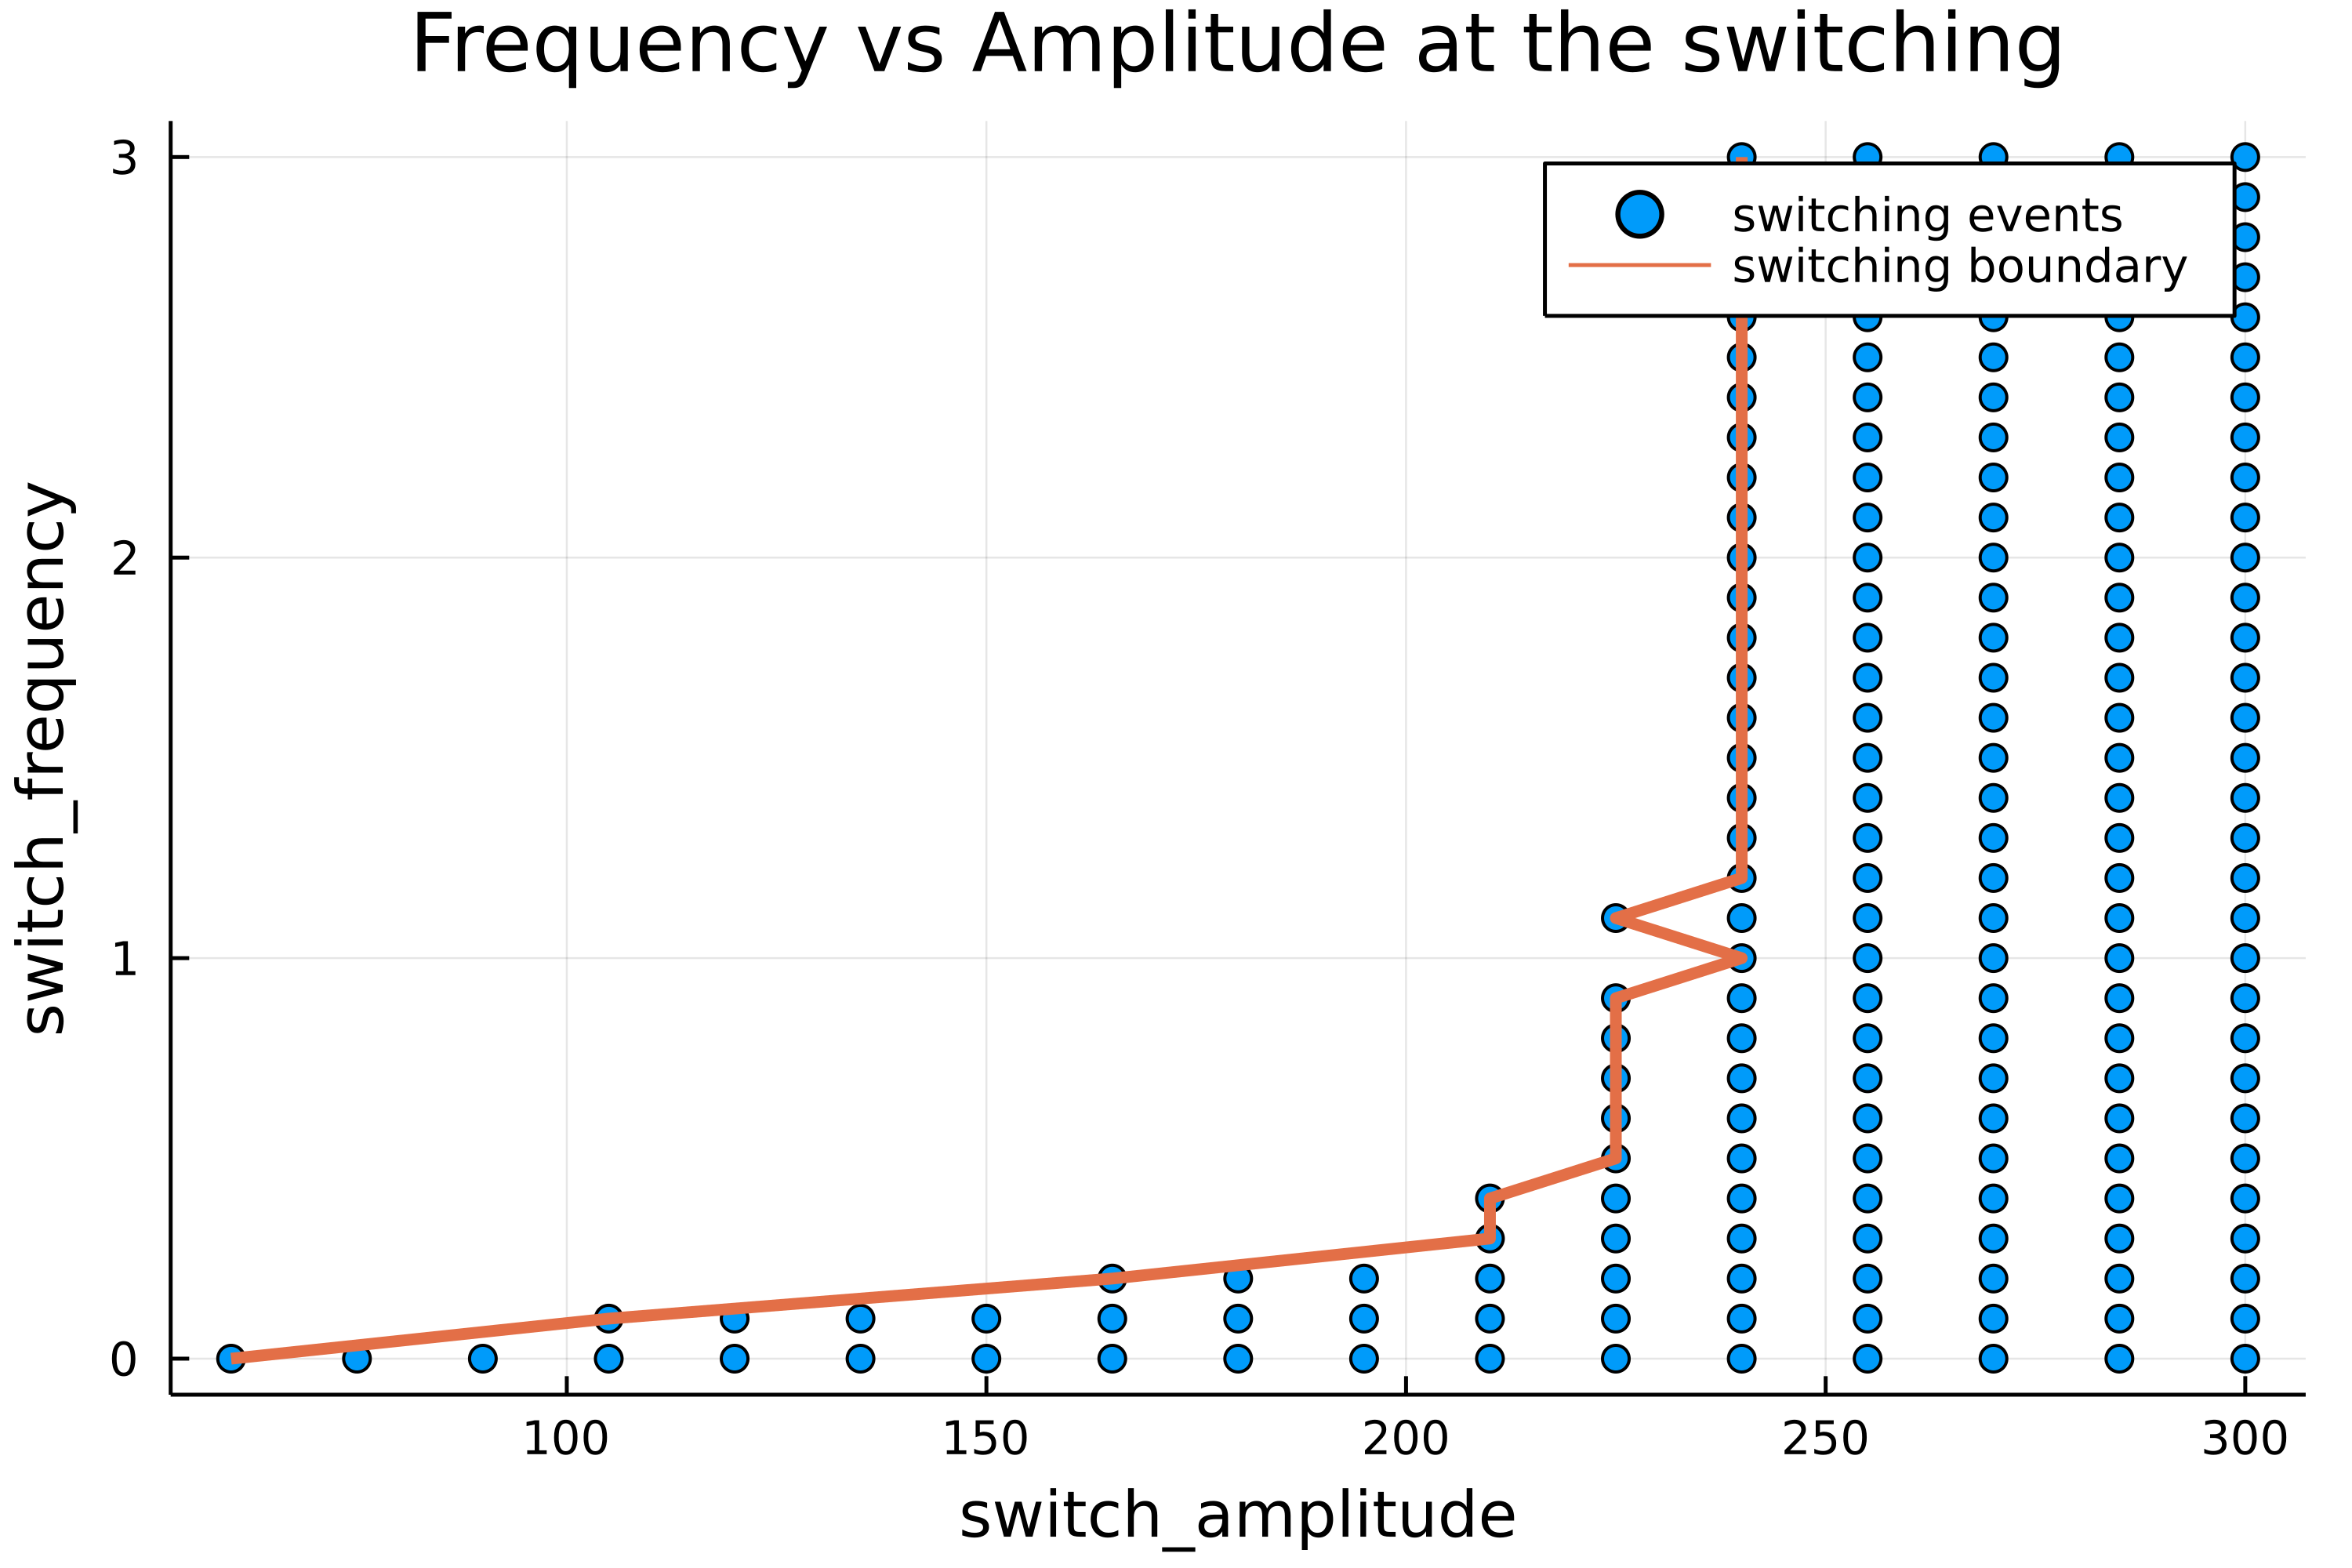 Frequency vs Amplitude at the switching
switching events
switching boundary
switch_frequency
3
2
1
0
100 150 200 250 300
switch_amplitude